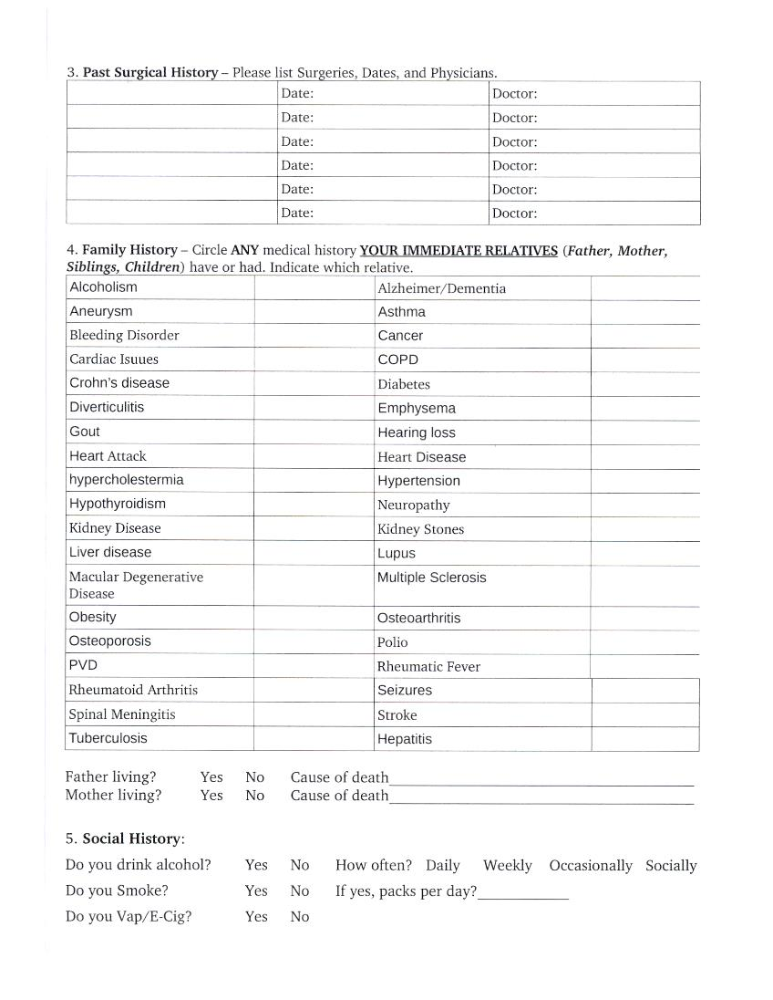 3. Past Surgical History – Please list Surgeries, Dates, and Physicians.
Date: Doctor:
Date: Doctor:
Date: Doctor:
Date: Doctor:
Date: Doctor:
Date: Doctor:
4. Family History – Circle ANY medical history YOUR IMMEDIATE RELATIVES (Father, Mother,
Siblings, Children) have or had. Indicate which relative.
Alcoholism Alzheimer/Dementia
Aneurysm Asthma
Bleeding Disorder Cancer
Cardiac Isuues COPD
Crohn's disease Diabetes
Diverticulitis Emphysema
Gout Hearing loss
Heart Attack Heart Disease
hypercholestermia Hypertension
Hypothyroidism Neuropathy
Kidney Disease Kidney Stones
Liver disease Lupus
Macular Degenerative Multiple Sclerosis
Disease
Obesity Osteoarthritis
Osteoporosis Polio
PVD Rheumatic Fever
Rheumatoid Arthritis Seizures
Spinal Meningitis Stroke
Tuberculosis Hepatitis
Father living? Yes No Cause of death
Mother living? Yes No Cause of death
5. Social History:
Do you drink alcohol? Yes No How often? Daily Weekly Occasionally Socially
Do you Smoke? Yes No If yes, packs per day?
Do you Vap/E-Cig? Yes No